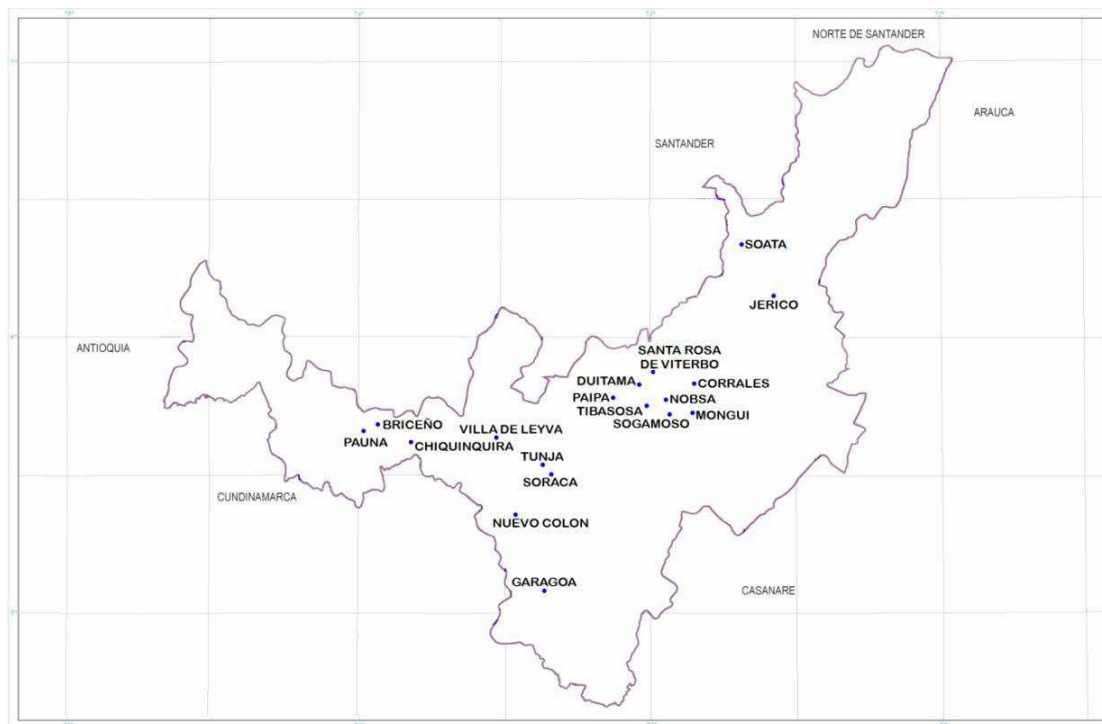 NORTE DE SANTANDER
ARAUCA
SANTANDER
SOATA
JERICO
ANTIOQUIA
SANTA ROSA
DE VITERBO
DUITAMA
CORRALES
PAIPA
NOBSA
TIBASOSA
MONGUI
SOGAMOSO
BRICEÑO
VILLA DE LEYVA
PAUNA
CHIQUINQUIRA
TUNJA
SORACA
CUNDINAMARCA
NUEVO COLON
GARAGOA
CASANARE